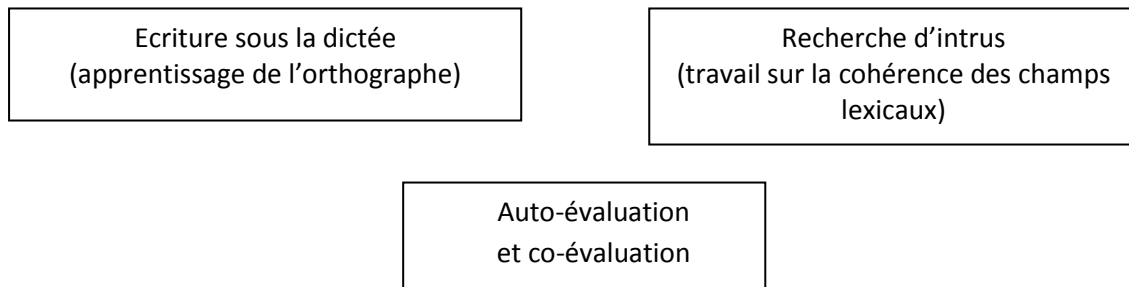 Ecriture sous la dictée
(apprentissage de l’orthographe)
Recherche d’intrus
(travail sur la cohérence des champs
lexicaux)
Auto-évaluation
et co-évaluation